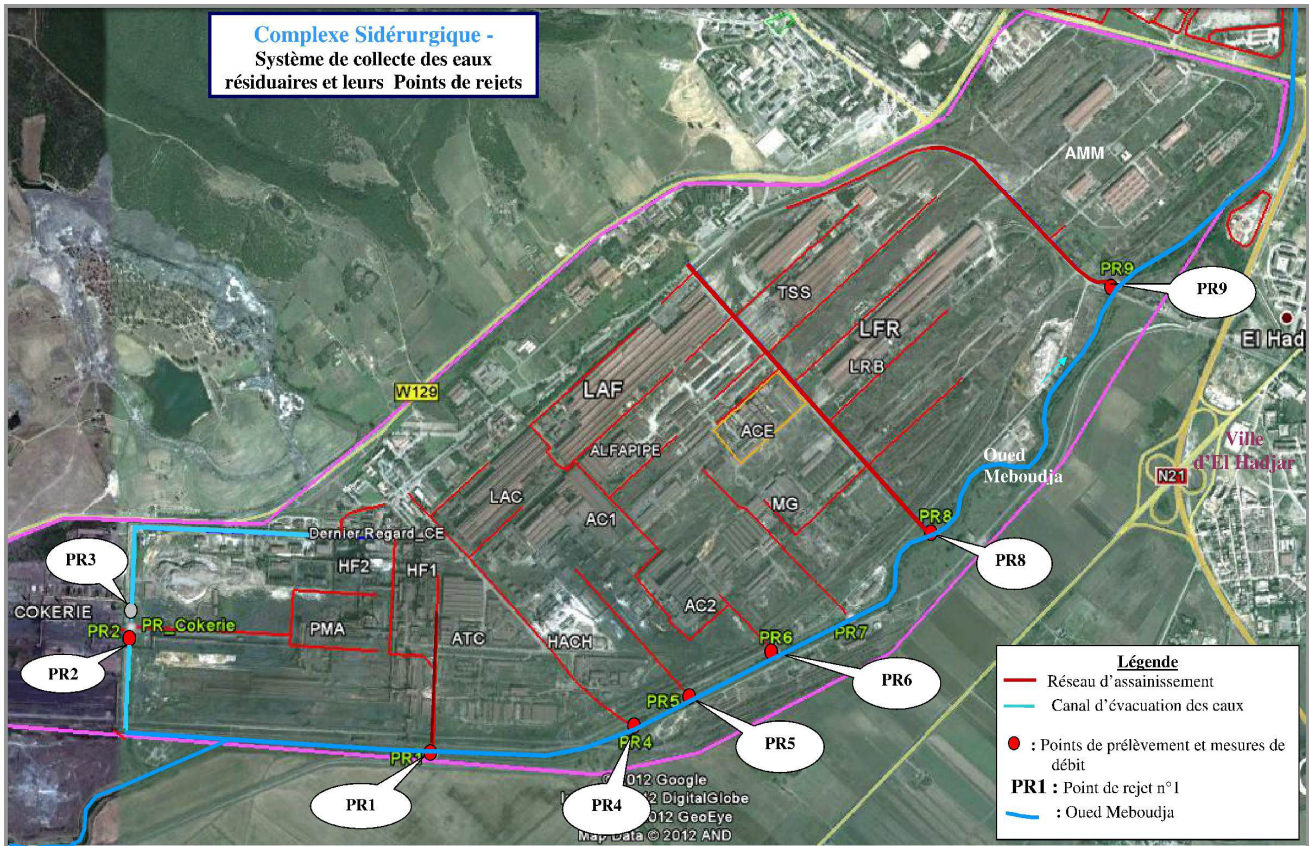 Complexe Sidérurgique -
Système de collecte des eaux
résiduaires et leurs Points de rejets
AMM
PR9
PR9
TSS
LFR
El Had
LRB
W129
LAF
ACE
Ville
d'El Hadjar
ALFAPIPE
Oued
Meboudja
N21
LAC
MG
AC1
PR8
Dernier Regard_CE
PR3
HF2
HF1
PR8
COKERIE
AC2
PR_Cokerie
PR2
PMA
ATC
HACH
PR7
PR6
PR2
PR6
PR5
PR4
PR5
PR1
PR1
PR4
2012 Google
2 DigitalGlobe
2012 GeoEye
Map Data © 2012 AND
Légende
Réseau d'assainissement
Canal d'évacuation des eaux
: Points de prélèvement et mesures de
débit
PR1 : Point de rejet n°1
: Oued Meboudja